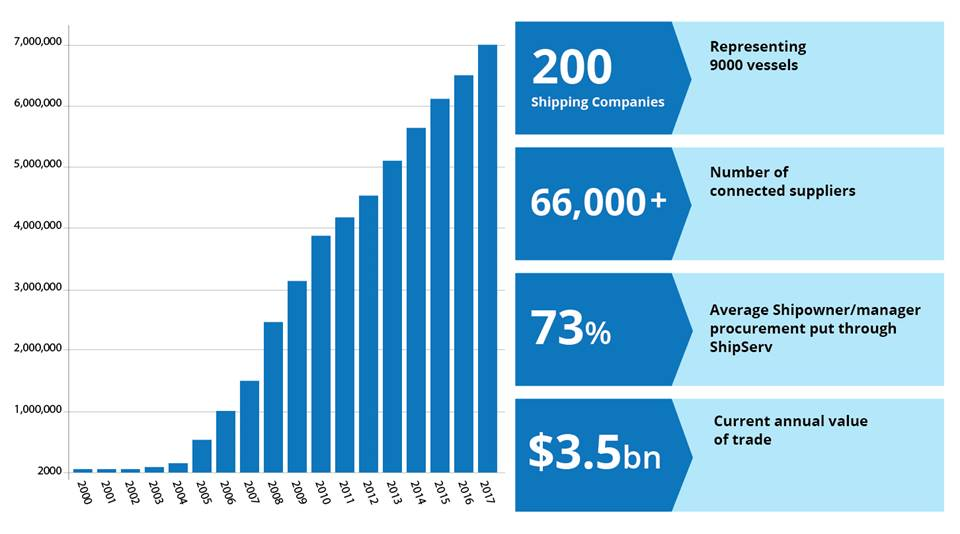 7,000,000
6,000,000
5,000,000
4,000,000
3,000,000
2,000,000
1,000,000
2000
2000 2001 2002 2003 2004 2005 2006 2007 2008 2009 2010 2011 2012 2013 2014 2015 2016 2017
200
Shipping Companies
Representing
9000 vessels
66,000+
Number of
connected suppliers
73%
Average Shipowner/manager
procurement put through
ShipServ
$3.5bn
Current annual value
of trade